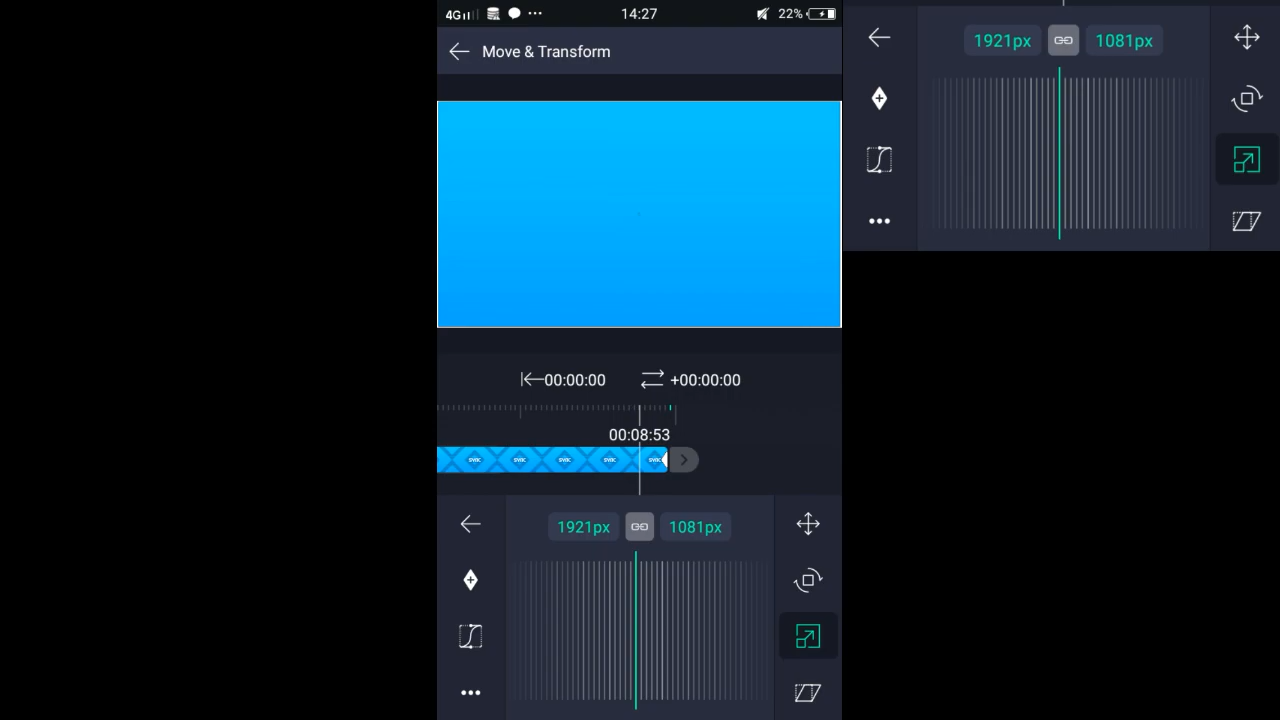 4G 14:27 22%
Move & Transform
00:00:00 +00:00:00
00:08:53
1921px 1081px
1921px 1081px